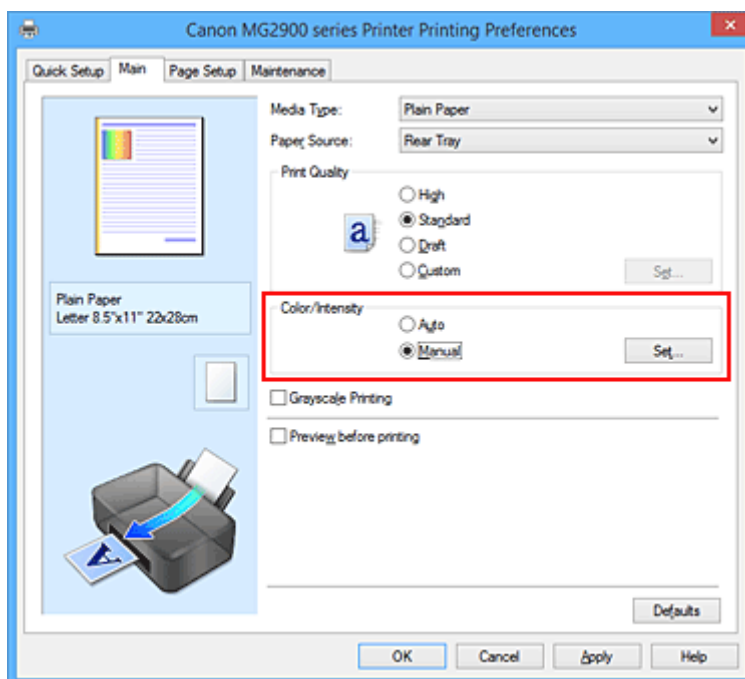 Canon MG2900 series Printer Printing Preferences
Quick Setup Main Page Setup Maintenance
Media Type: Plain Paper
Paper Source: Rear Tray
Print Quality
High
Standard
Draft
Custom Set...
Plain Paper
Letter 8.5"x11" 22x28cm
Color/Intensity
Auto
Manual Set...
Grayscale Printing
Preview before printing
Defaults
OK Cancel Apply Help
a
A